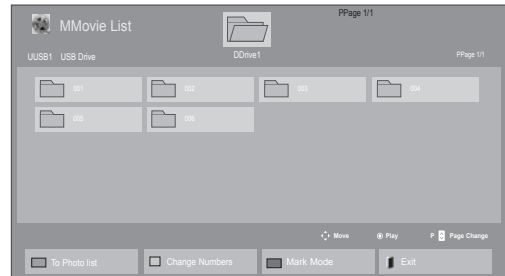 PPage 1/1
MMovie List
UUSB1 USB Drive
DDrive1
PPage 1/1
001 002 003 004
005 006
Move Play P Page Change
To Photo list Change Numbers Mark Mode Exit